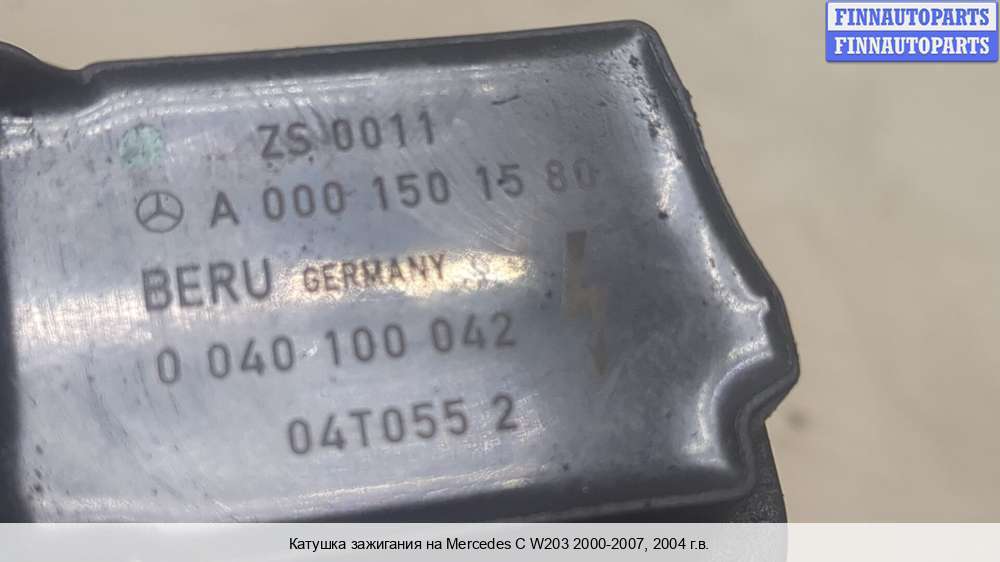 FINNAUTOPARTS
FINNAUTOPARTS
ZS 0011
A 000 150 15 80
BERU GERMANY
0 040 100 042
04T055 2
Катушка зажигания на Mercedes C W203 2000-2007, 2004 г.в.